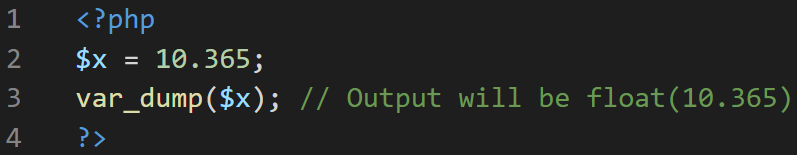 1 <?php
2 $x = 10.365;
3 var_dump($x); // Output will be float(10.365)
4 ?>